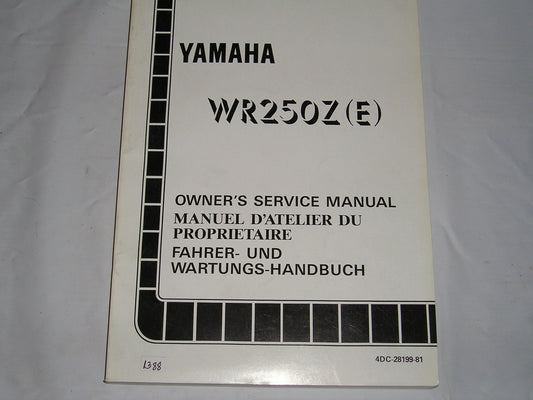 YAMAHA
WR250Z(E)
OWNER'S SERVICE MANUAL
MANUEL D'ATELIER DU
PROPRIETAIRE
FAHRER- UND
WARTUNGS-HANDBUCH
4DC-28199-81
L388